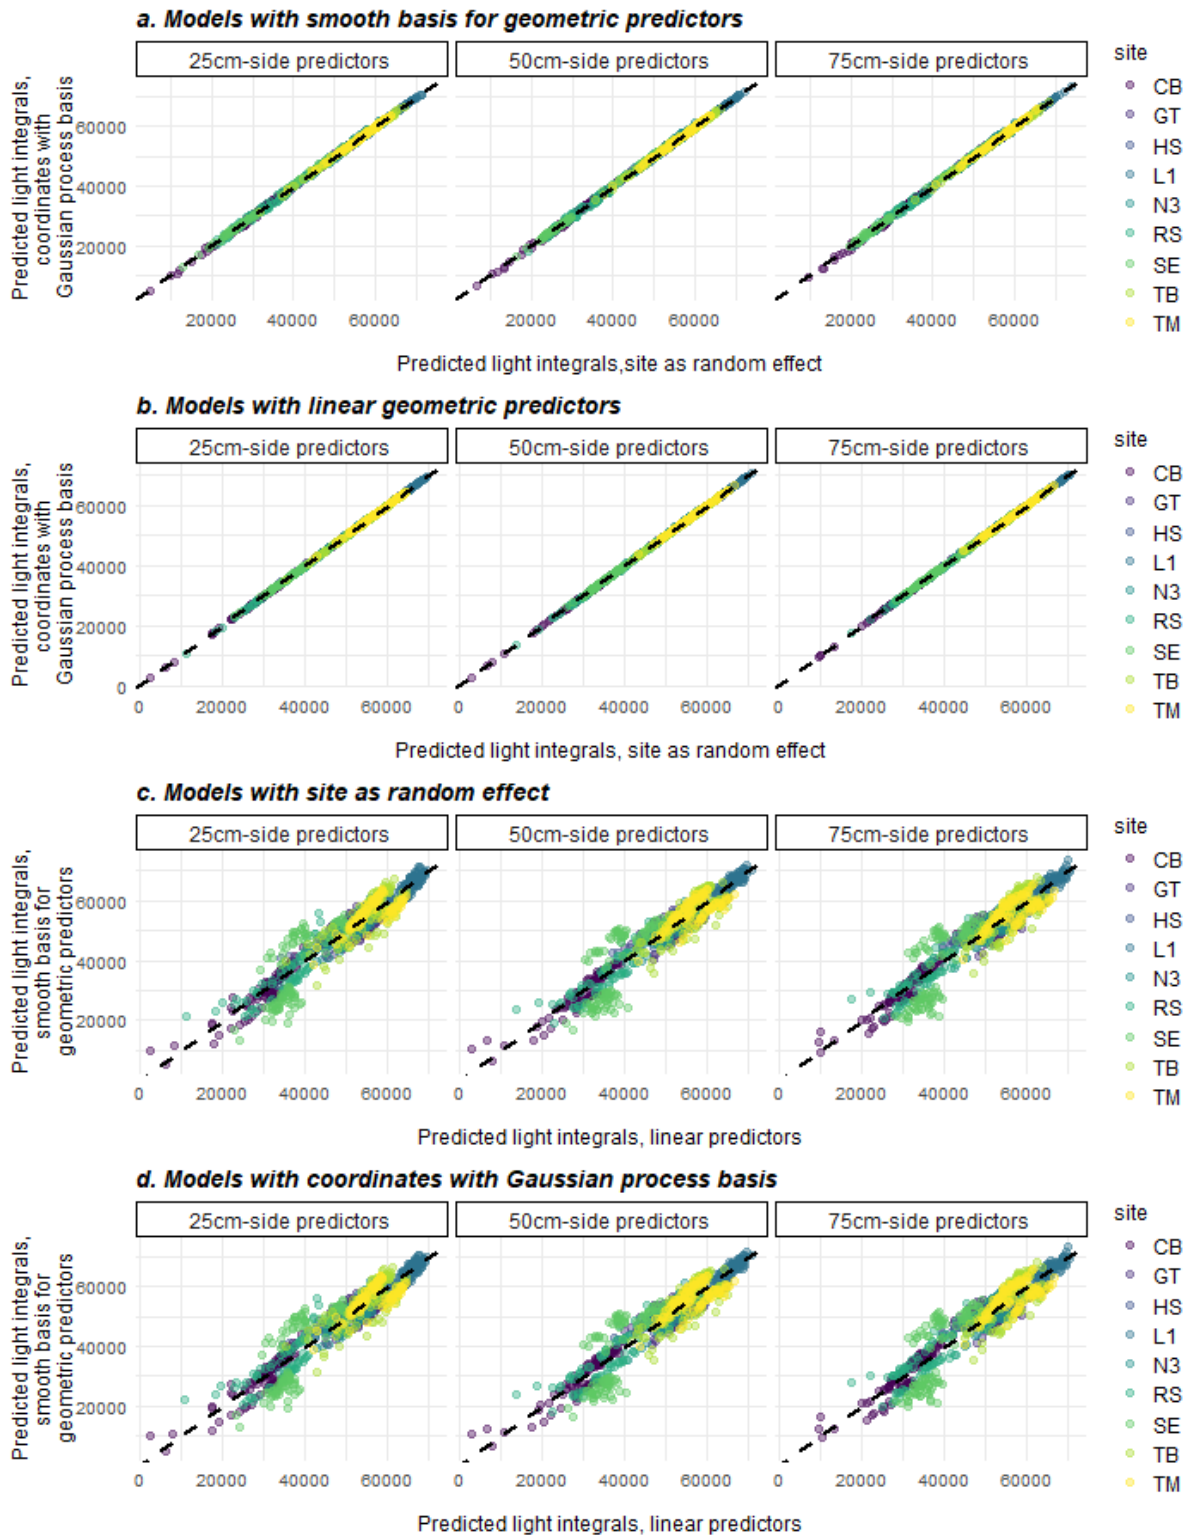 a. Models with smooth basis for geometric predictors
25cm-side predictors
50cm-side predictors
75cm-side predictors
Predicted light integrals,
coordinates with
Gaussian process basis
60000
40000
20000
20000 40000 60000
20000 40000 60000
20000 40000 60000
Predicted light integrals,site as random effect
site
CB
GT
HS
L1
N3
RS
SE
TB
TM
b. Models with linear geometric predictors
25cm-side predictors
50cm-side predictors
75cm-side predictors
Predicted light integrals,
coordinates with
Gaussian process basis
60000
40000
20000
0
0 20000 40000 60000
0 20000 40000 60000
0 20000 40000 60000
Predicted light integrals, site as random effect
site
CB
GT
HS
L1
N3
RS
SE
TB
TM
c. Models with site as random effect
25cm-side predictors
50cm-side predictors
75cm-side predictors
Predicted light integrals,
smooth basis for
geometric predictors
60000
40000
20000
0 20000 40000 60000
0 20000 40000 60000
0 20000 40000 60000
Predicted light integrals, linear predictors
site
CB
GT
HS
L1
N3
RS
SE
TB
TM
d. Models with coordinates with Gaussian process basis
25cm-side predictors
50cm-side predictors
75cm-side predictors
Predicted light integrals,
smooth basis for
geometric predictors
60000
40000
20000
0 20000 40000 60000
0 20000 40000 60000
0 20000 40000 60000
Predicted light integrals, linear predictors
site
CB
GT
HS
L1
N3
RS
SE
TB
TM